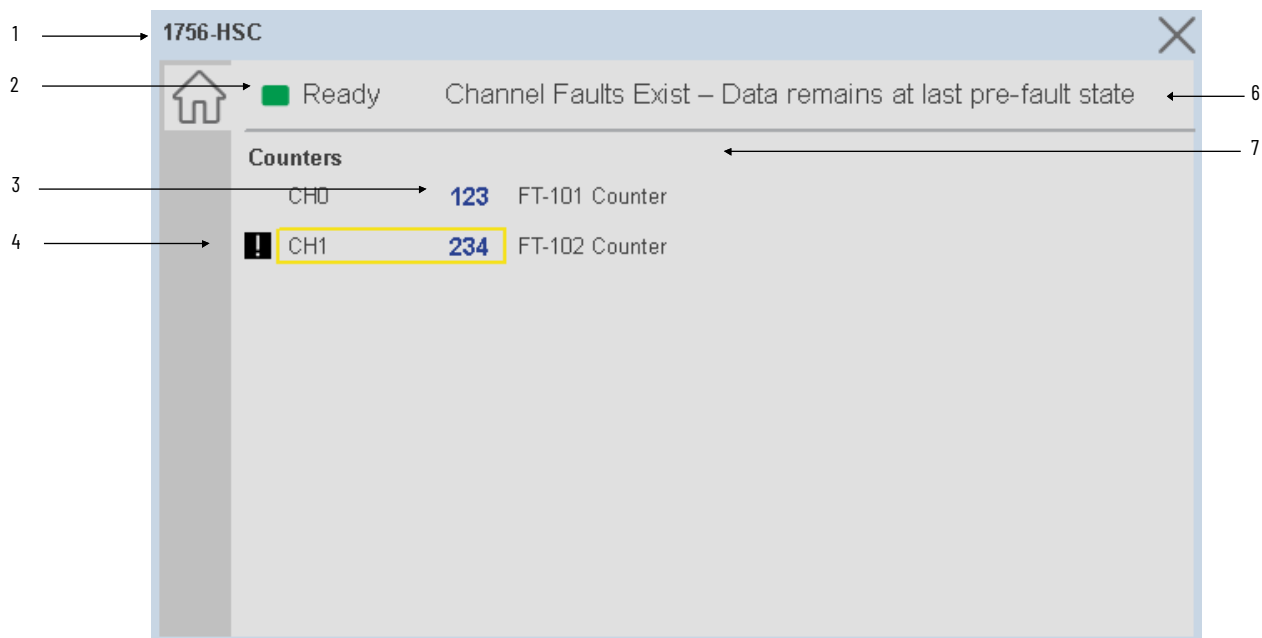 1 1756-HSC
2 Ready Channel Faults Exist – Data remains at last pre-fault state 6
Counters 7
3 CH0 123 FT-101 Counter
4 ! CH1 234 FT-102 Counter